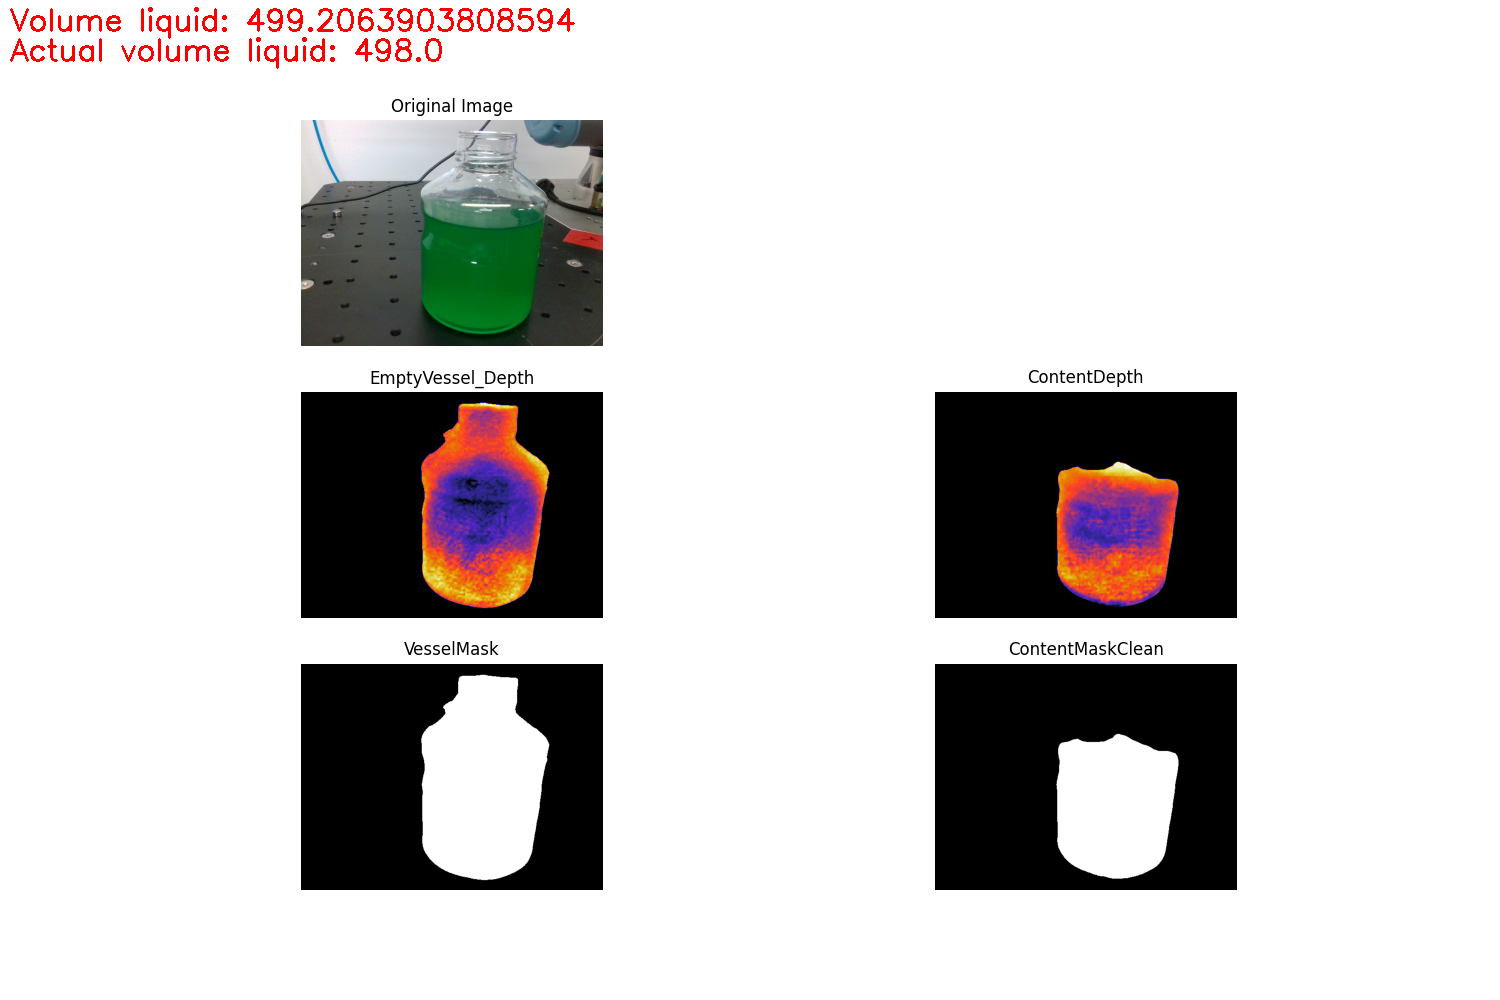 Volume liquid: 499.2063903808594
Actual volume liquid: 498.0
Original Image
EmptyVessel_Depth
ContentDepth
VesselMask
ContentMaskClean